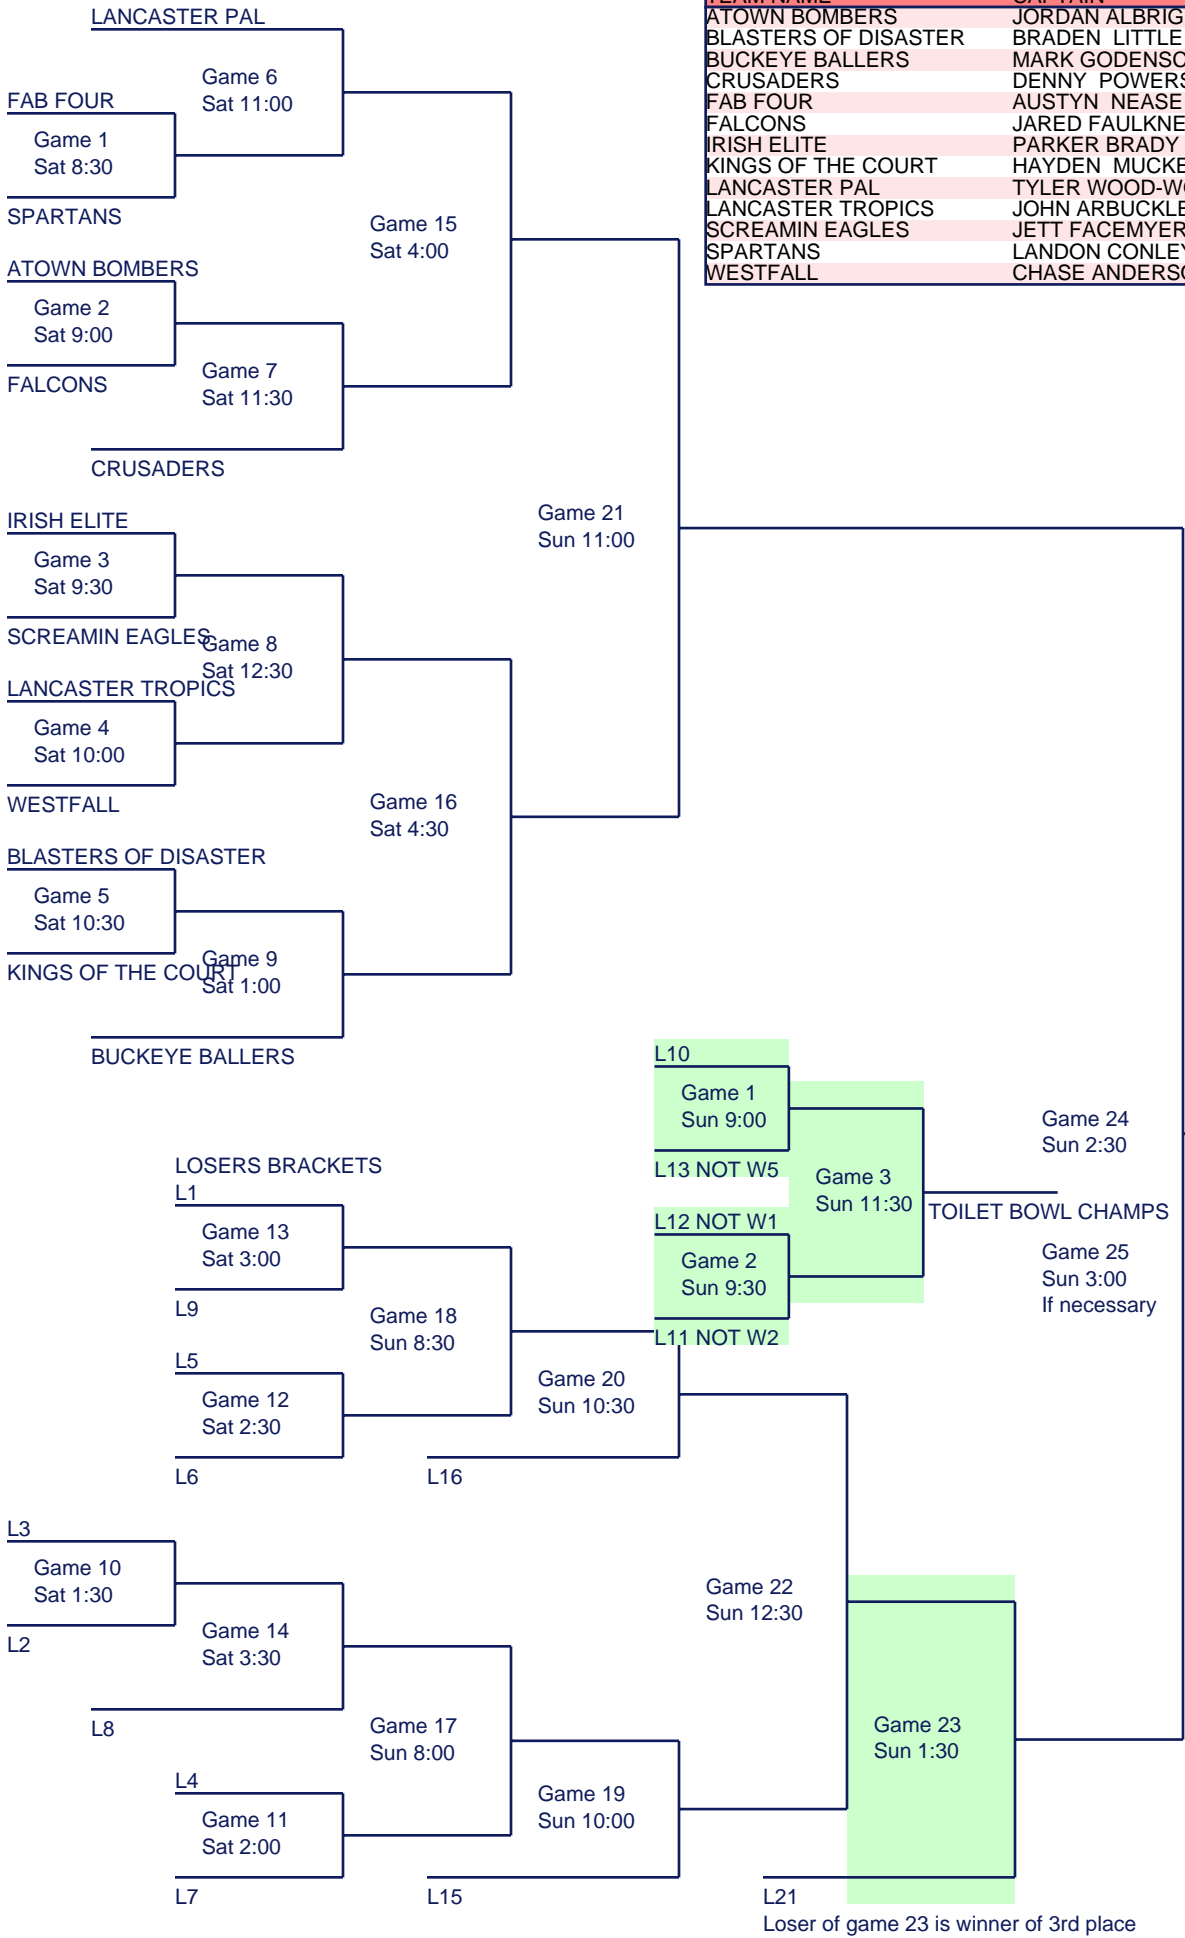 LANCASTER PAL
TEAM NAME CAPTAIN
ATOWN BOMBERS JORDAN ALBRIG
BLASTERS OF DISASTER BRADEN LITTLE
BUCKEYE BALLERS MARK GODENSO
CRUSADERS DENNY POWERS
FAB FOUR AUSTYN NEASE
FALCONS JARED FAULKNE
IRISH ELITE PARKER BRADY
KINGS OF THE COURT HAYDEN MUCKE
LANCASTER PAL TYLER WOOD-WO
LANCASTER TROPICS JOHN ARBUCKLE
SCREAMIN EAGLES JETT FACEMYER
SPARTANS LANDON CONLEY
WESTFALL CHASE ANDERSO
Game 6
Sat 11:00
FAB FOUR
Game 1
Sat 8:30
SPARTANS
Game 15
Sat 4:00
ATOWN BOMBERS
Game 2
Sat 9:00
FALCONS
Game 7
Sat 11:30
CRUSADERS
Game 21
Sun 11:00
IRISH ELITE
Game 3
Sat 9:30
SCREAMIN EAGLES
Game 8
Sat 12:30
LANCASTER TROPICS
Game 4
Sat 10:00
WESTFALL
Game 16
Sat 4:30
BLASTERS OF DISASTER
Game 5
Sat 10:30
KINGS OF THE COURT
Game 9
Sat 1:00
BUCKEYE BALLERS
L10
Game 1
Sun 9:00
L13 NOT W5
Game 3
Sun 11:30
L12 NOT W1
Game 2
Sun 9:30
L11 NOT W2
TOILET BOWL CHAMPS
Game 24
Sun 2:30
Game 25
Sun 3:00
If necessary
LOSERS BRACKETS
L1
Game 13
Sat 3:00
L9
Game 18
Sun 8:30
L5
Game 12
Sat 2:30
L6
Game 20
Sun 10:30
L16
L3
Game 10
Sat 1:30
L2
Game 14
Sat 3:30
L8
Game 22
Sun 12:30
Game 17
Sun 8:00
L4
Game 11
Sat 2:00
L7
Game 19
Sun 10:00
L15
Game 23
Sun 1:30
L21
Loser of game 23 is winner of 3rd place